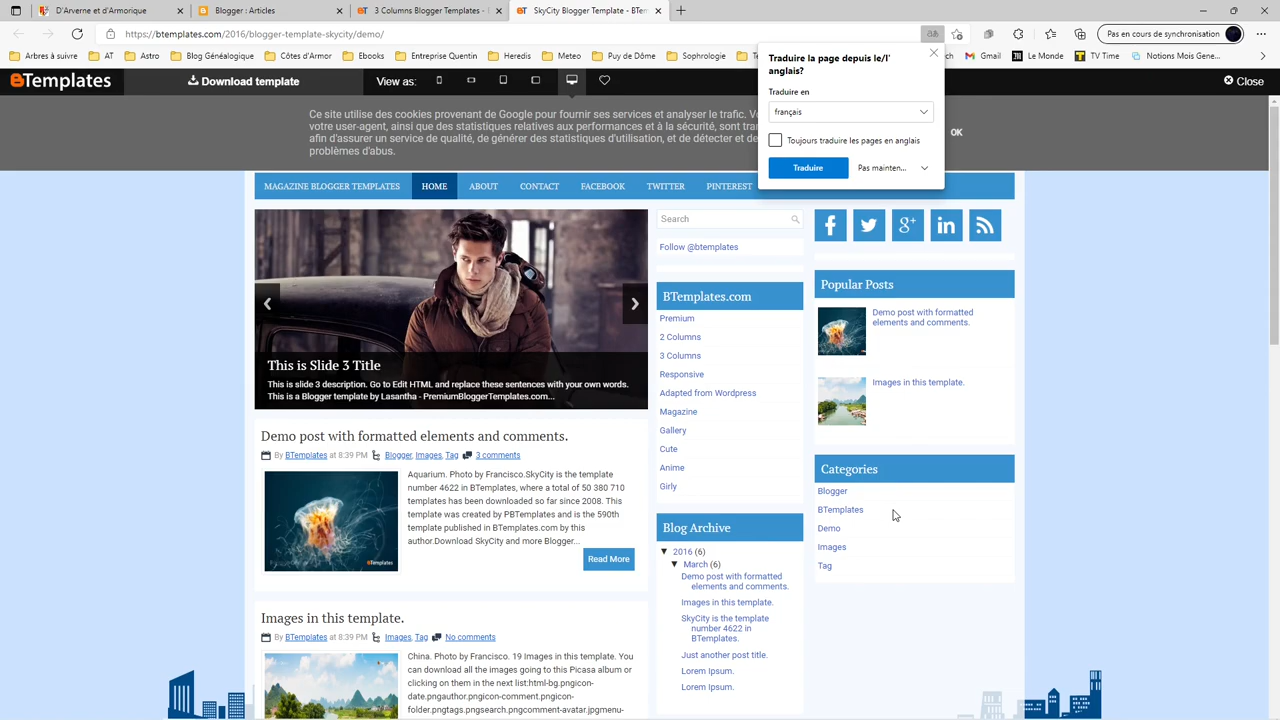 D'Arverne et d'Armor
Blogger : Articles
Blogger Templates
SkyCity Blogger Template - BTem
https://btemplates.com/2016/blogger-template-skycity/demo/
Pas en cours de synchronisation
Arbres à suivre
AT
Astro
Blogging
Côtes d'Armor
Ebooks
Emprunter Quentin
Heredis
Meteo
Puy de Dôme
Sophrologie
Gmail
Le Monde
TV
Notions Mois Gene...
BTemplates
Download template
View as:
Close
Traduire la page depuis le/l'
anglais?
Traduire en
français
Toujours traduire les pages en anglais
Traduire
Pas mainten...
Ce site utilise des cookies provenant de Google pour fournir ses services et analyser le trafic.
votre user-agent, ainsi que des statistiques relatives aux performances et à la sécurité, sont
afin d'assurer un service de qualité, de générer des statistiques d'utilisation, et de détecter et de
problèmes d'abus.
OK
MAGAZINE BLOGGER TEMPLATES
HOME
ABOUT
CONTACT
FACEBOOK
TWITTER
PINTEREST
This is Slide 3 Title
This is slide 3 description. Go to Edit HTML and replace these sentences with your own words.
This is a Blogger template by Lasantha - PremiumBloggerTemplates.com...
Demo post with formatted elements and comments.
By BTemplates at 8:39 PM Blogger, Images, Tag 3 comments
Aquarium. Photo by Francisco.SkyCity is the template
number 4622 in BTemplates, where a total of 50 380 710
templates has been downloaded so far since 2008. This
template was created by PBTemplates and is the 590th
template published in BTemplates.com by this
author.Download SkyCity and more Blogger...
BTemplates
Read More
Images in this template.
By BTemplates at 8:39 PM Images, Tag No comments
China. Photo by Francisco. 19 Images in this template. You
can download all the images going to this Picasa album or
clicking on them in the next list:html-bg.pngicon-
date.pngauthor.pngicon-comment.pngicon-
folder.pngtags.pngsearch.pngcomment-avatar.jpgmenu-
Search
Follow @btemplates
BTemplates.com
Premium
2 Columns
3 Columns
Responsive
Adapted from Wordpress
Magazine
Gallery
Cute
Anime
Girly
Blog Archive
▼ 2016 (6)
▼ March (6)
Demo post with formatted
elements and comments.
Images in this template.
SkyCity is the template
number 4622 in
BTemplates.
Just another post title.
Lorem Ipsum.
Lorem Ipsum.
Popular Posts
Demo post with formatted
elements and comments.
Images in this template.
Categories
Blogger
BTemplates
Demo
Images
Tag